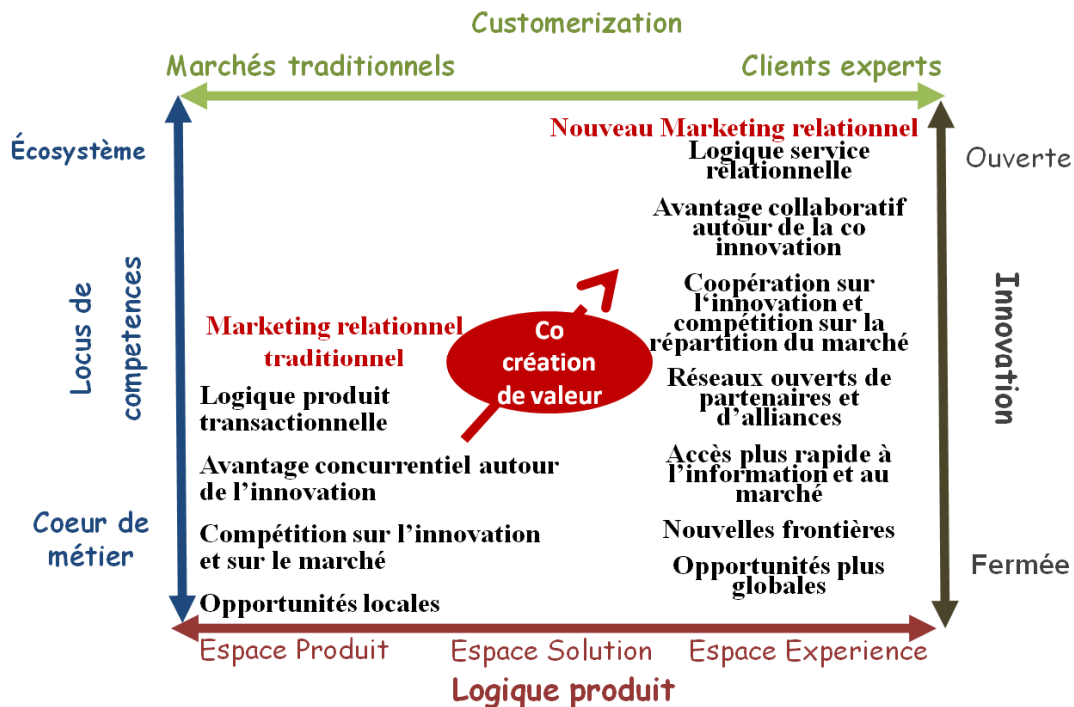 Customerization
Marchés traditionnels
Clients experts
Écosystème
Locus de
competences
Coeur de
métier
Marketing relationnel
traditionnel
Logique produit
transactionnelle
Avantage concurrentiel autour
de l'innovation
Compétition sur l'innovation
et sur le marché
Opportunités locales
Co
création
de valeur
Nouveau Marketing relationnel
Logique service
relationnelle
Avantage collaboratif
autour de la co
innovation
Coopération sur
l'innovation et
compétition sur la
répartition du marché
Réseaux ouverts de
partenaires et
d'alliances
Accès plus rapide à
l'information et au
marché
Nouvelles frontières
Opportunités plus
globales
Ouverte
Innovation
Fermée
Espace Produit
Espace Solution
Espace Experience
Logique produit